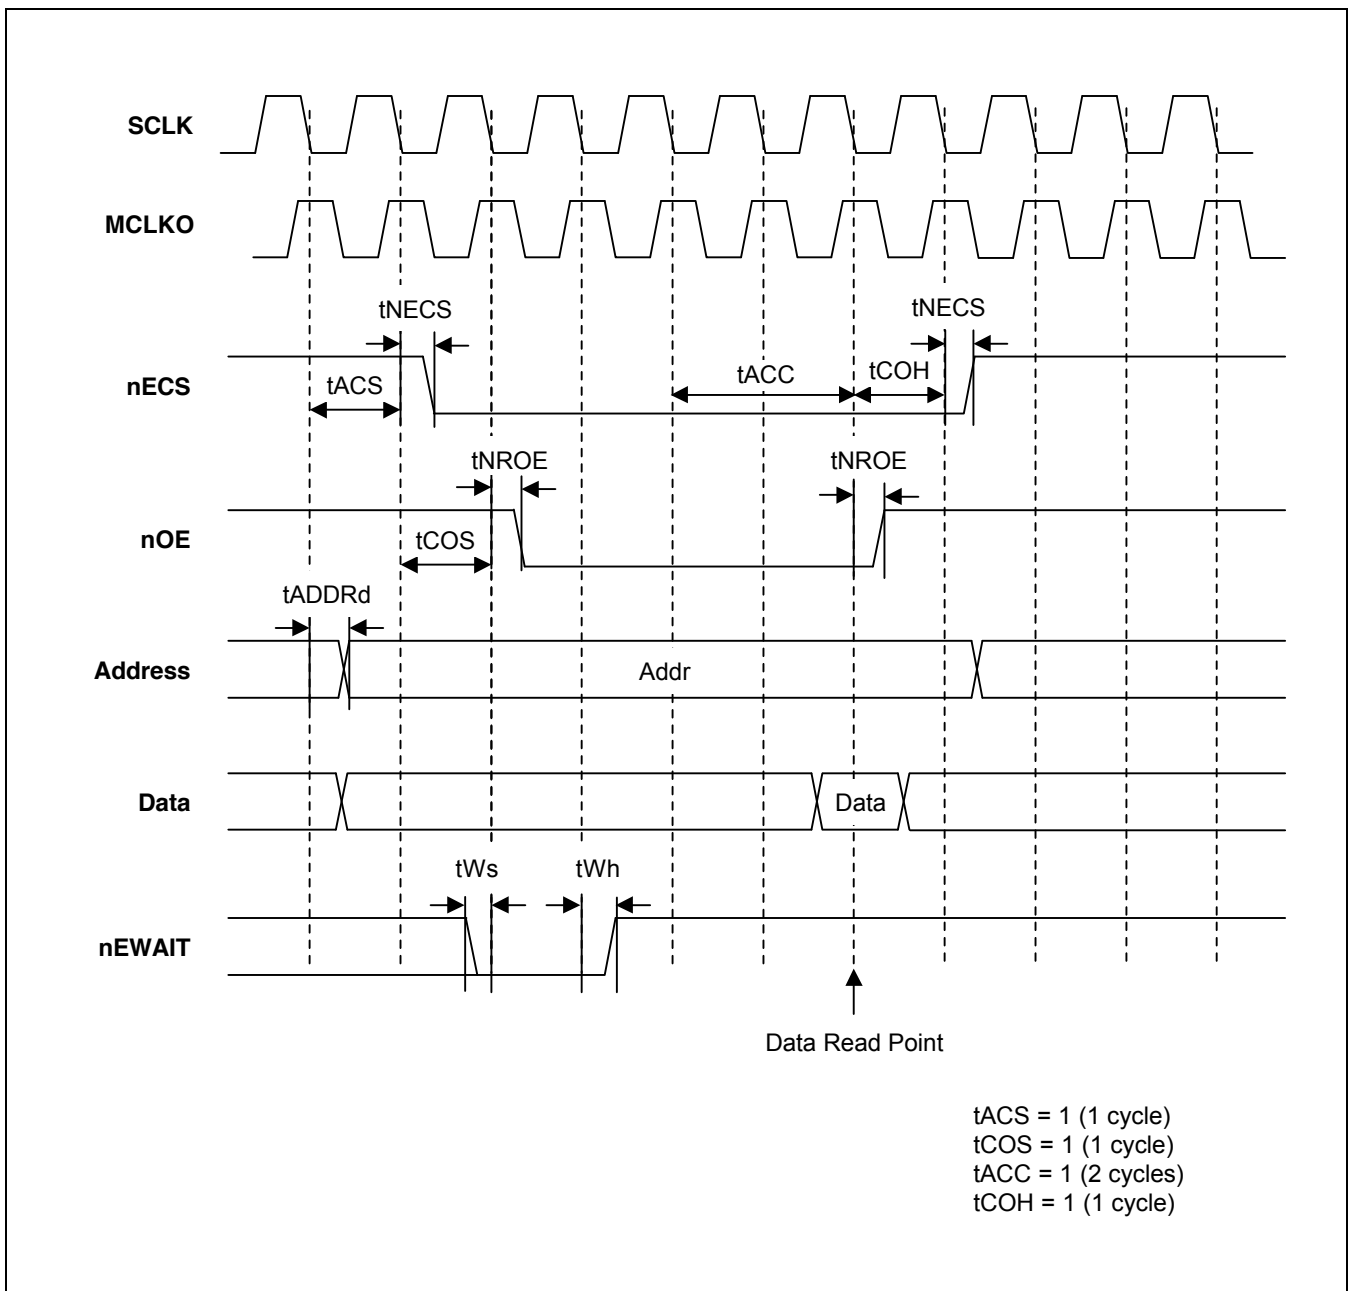 SCLK
MCLKO
tNECS
tNECS
nECS
tACS
tACC
tCOH
tNROE
tNROE
nOE
tCOS
tADDRd
Address
Addr
Data
Data
tWs
tWh
nEWAIT
Data Read Point
tACS = 1 (1 cycle)
tCOS = 1 (1 cycle)
tACC = 1 (2 cycles)
tCOH = 1 (1 cycle)